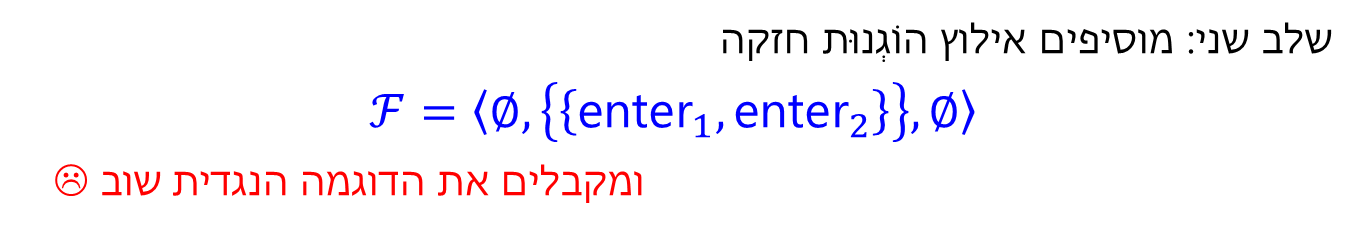 שלב שני: מוסיפים אילוץ הוֹגְנוּת חזקה
ℱ = ⟨∅, {{enter₁, enter₂}}, ∅⟩
ומקבלים את הדוגמה הנגדית שוב ☹